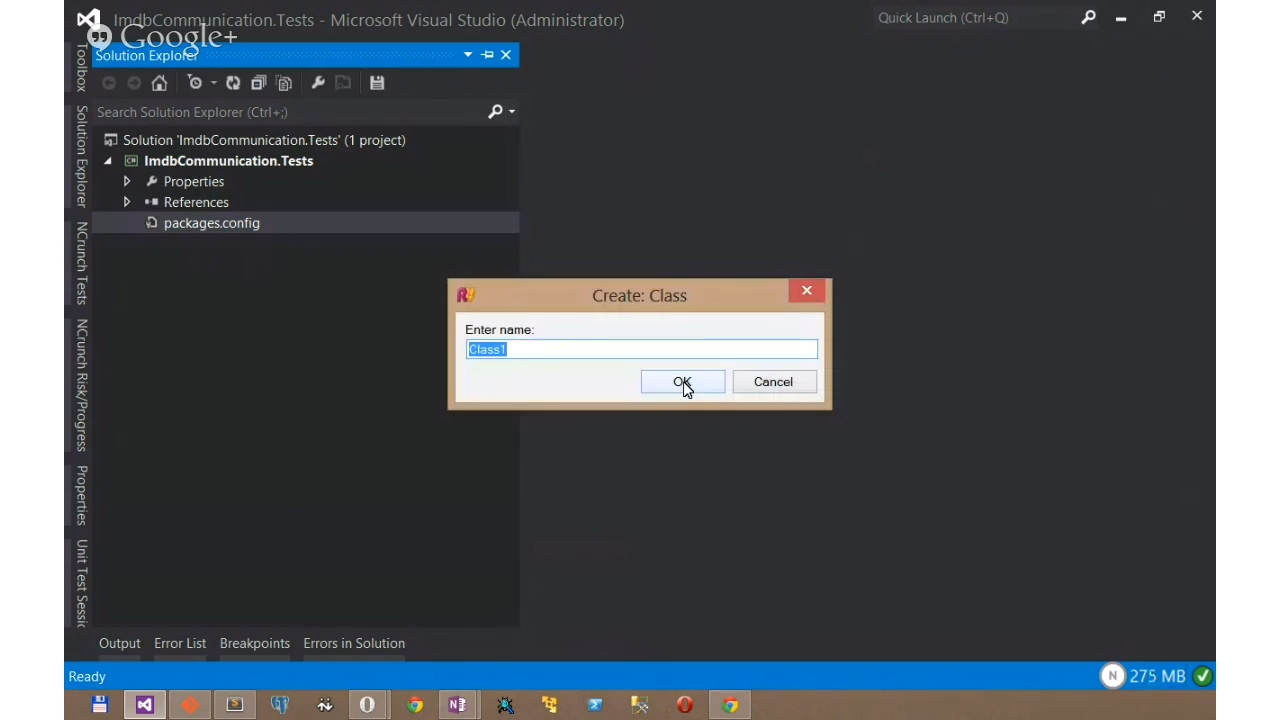 ImdbCommunication.Tests - Microsoft Visual Studio (Administrator)
Quick Launch (Ctrl+Q)
Google+
Solution Explorer
Search Solution Explorer (Ctrl+;)
Solution 'ImdbCommunication.Tests' (1 project)
C#
ImdbCommunication.Tests
Properties
References
packages.config
Toolbox
Solution Explorer
NCrunch Tests
NCrunch Risk/Progress
Properties
Unit Test Sessi
Create: Class
Enter name:
Class1
OK
Cancel
Output
Error List
Breakpoints
Errors in Solution
Ready
N
275 MB